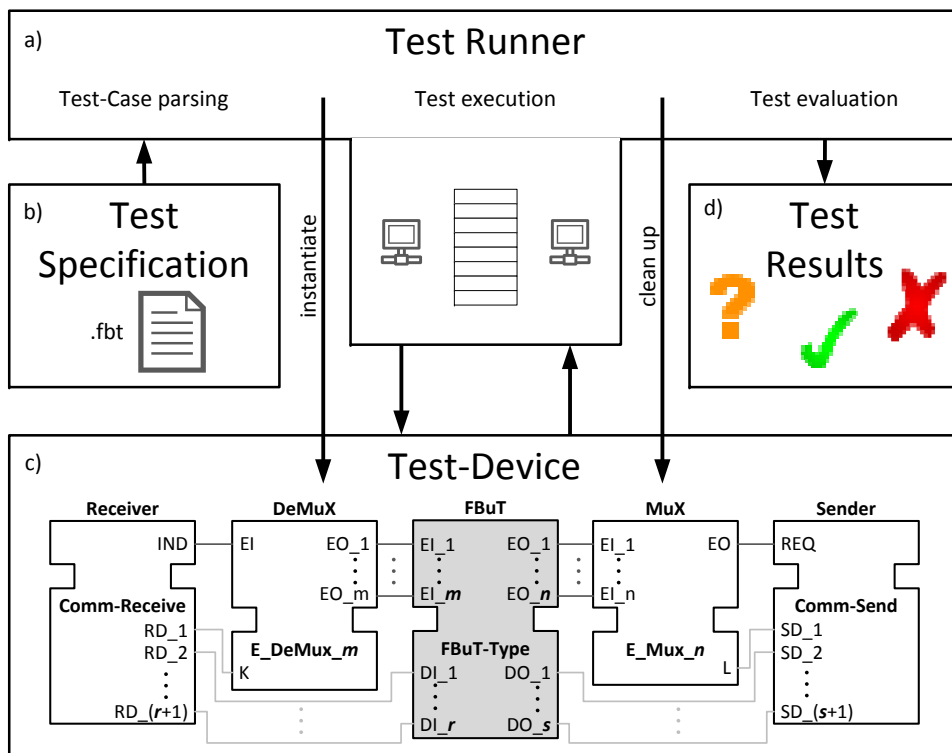 a)
Test Runner
Test-Case parsing
Test execution
Test evaluation
b)
Test
Specification
.fbt
instantiate
clean up
d)
Test
Results
?
c)
Test-Device
Receiver
DeMuX
FBuT
MuX
Sender
IND
EI
EO_1
EI_1
EO_1
EI_1
EO
REQ
EO_m
EI_m
EO_n
EI_n
Comm-Receive
Comm-Send
RD_1
E_DeMux_m
FBuT-Type
E_Mux_n
SD_1
RD_2
K
DI_1
DO_1
L
SD_2
RD_(r+1)
DI_r
DO_s
SD_(s+1)